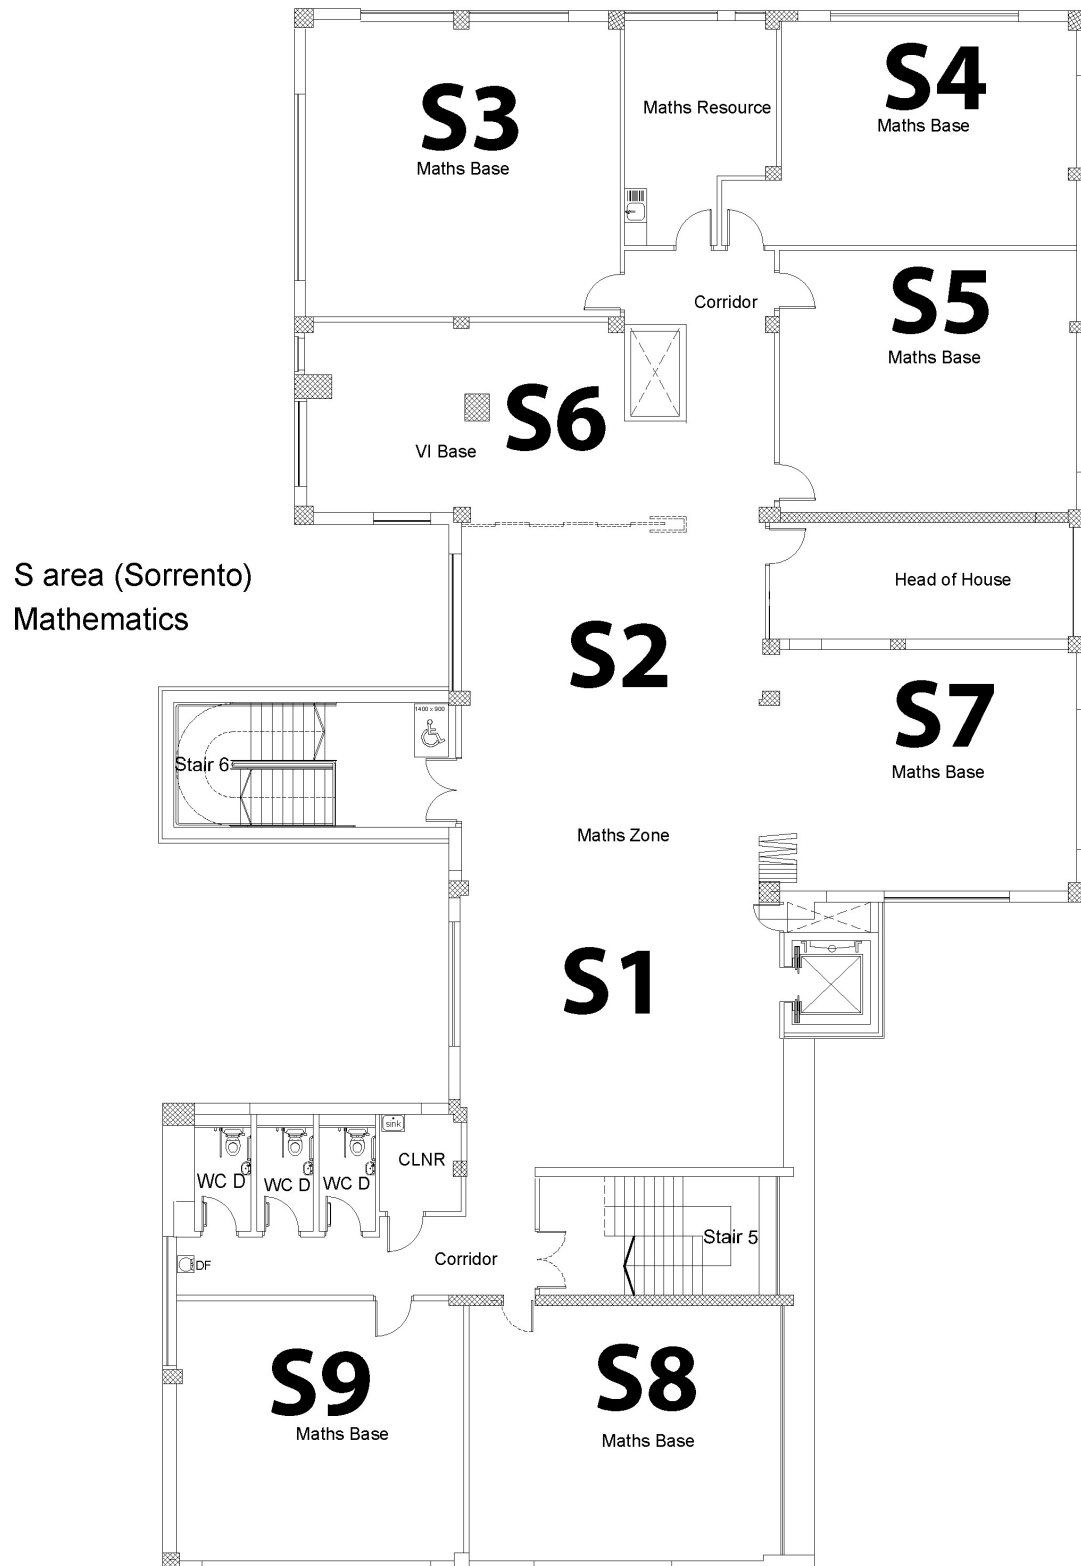 S3
Maths Base
Maths Resource
S4
Maths Base
Corridor
S5
Maths Base
S6
VI Base
S area (Sorrento)
Mathematics
Head of House
S2
1400 x 900
Stair 6
S7
Maths Base
Maths Zone
S1
sink
CLNR
WC D
WC D
WC D
Stair 5
Corridor
DF
S9
Maths Base
S8
Maths Base